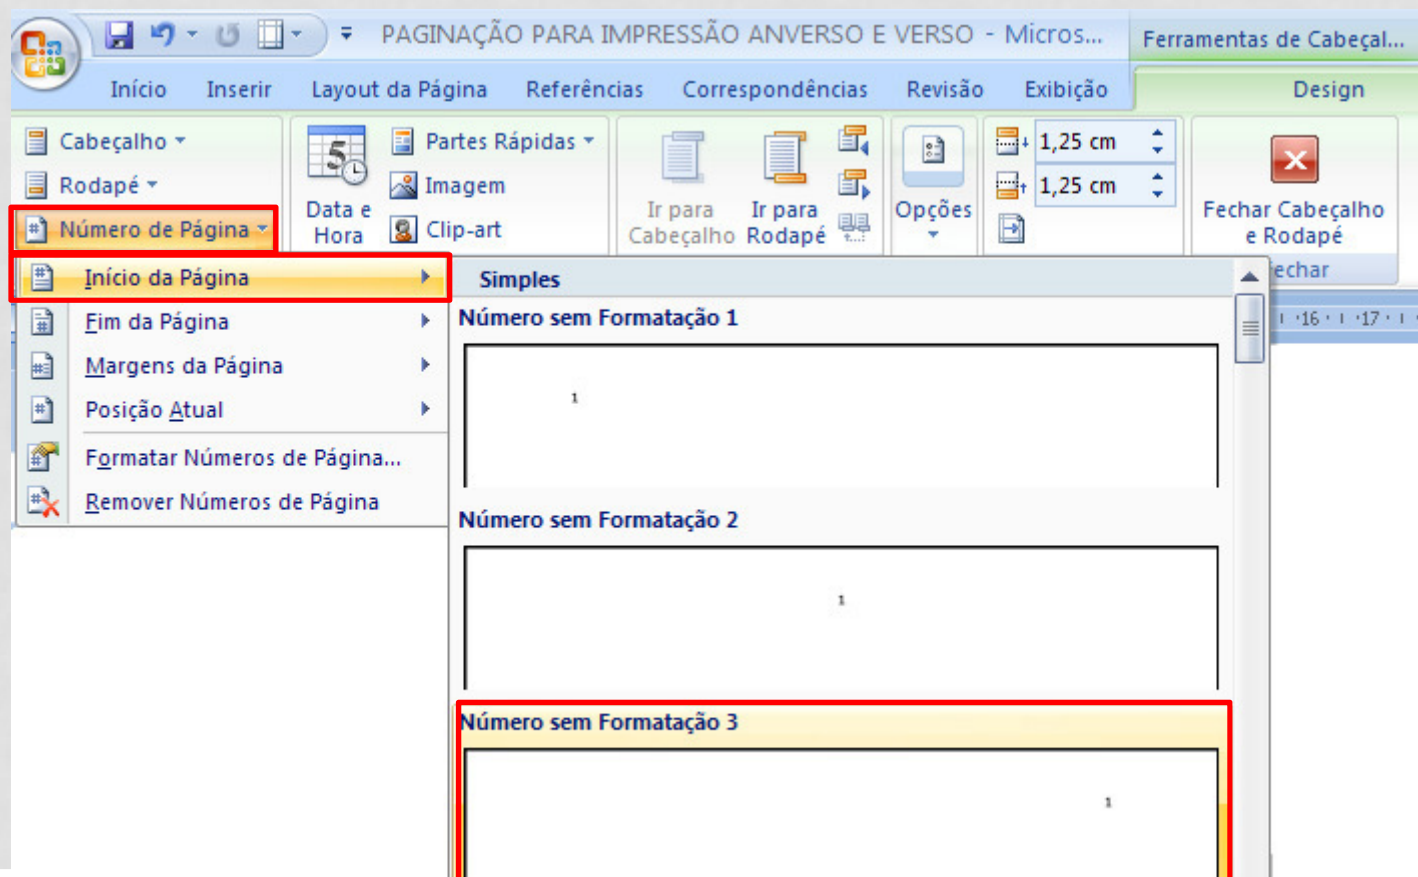 PAGINAÇÃO PARA IMPRESSÃO ANVERSO E VERSO - Micros...
Ferramentas de Cabeçal...
Início Inserir Layout da Página Referências Correspondências Revisão Exibição Design
Cabeçalho
Rodapé
Número de Página
5
Data e
Hora
Partes Rápidas
Imagem
Clip-art
Ir para
Cabeçalho
Ir para
Rodapé
Opções
1,25 cm
1,25 cm
Fechar Cabeçalho
e Rodapé
echar
Início da Página
Fim da Página
Margens da Página
Posição Atual
Formatar Números de Página...
Remover Números de Página
Simples
Número sem Formatação 1
1
Número sem Formatação 2
1
Número sem Formatação 3
1
16 17